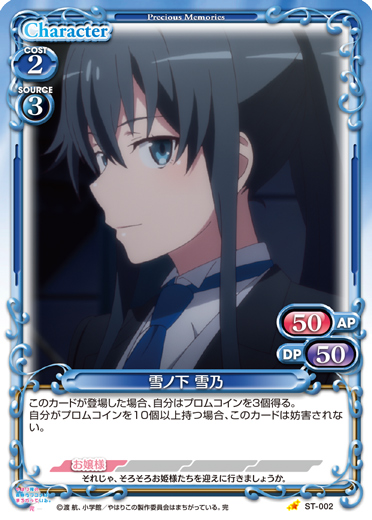 Precious Memories
Character
COST
2
SOURCE
3
50 AP
DP 50
雪ノ下 雪乃
このカードが登場した場合、自分はプロムコインを3個得る。
自分がプロムコインを10個以上持つ場合、このカードは妨害されな
い。
お嬢様
それじゃ、そろそろお姫様たちを迎えに行きましょうか。
©渡 航、小学館／やはりこの製作委員会はまちがっている。完
ST-002